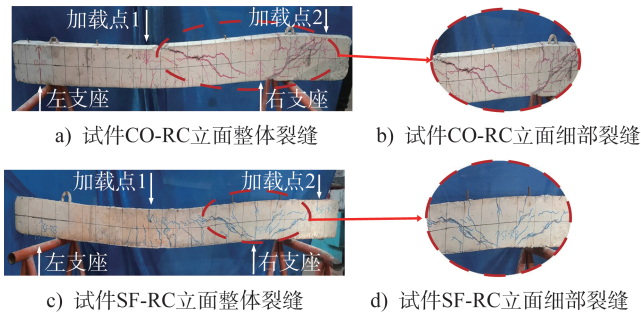 加载点1 加载点2
左支座 右支座
a) 试件CO-RC立面整体裂缝 b) 试件CO-RC立面细部裂缝
加载点1 加载点2
左支座 右支座
c) 试件SF-RC立面整体裂缝 d) 试件SF-RC立面细部裂缝